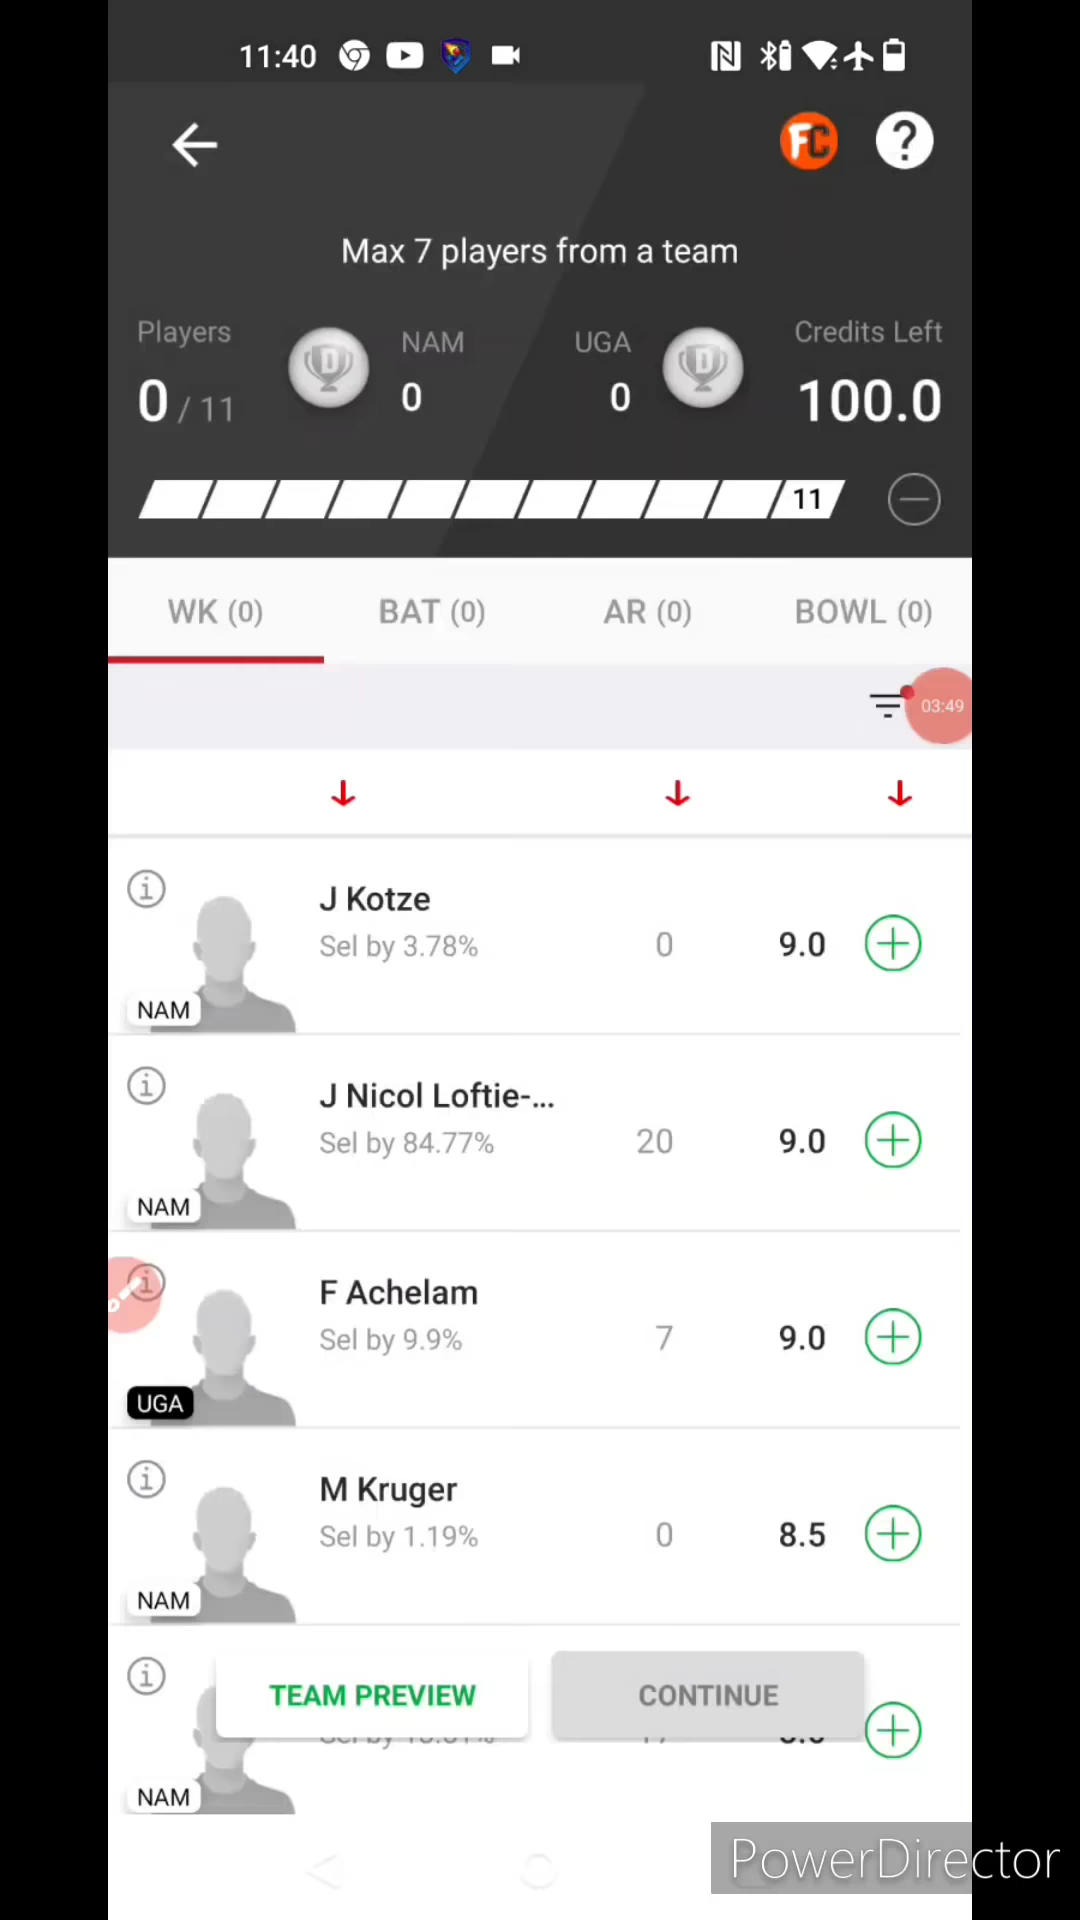 11:40
FC ?
Max 7 players from a team
Players NAM UGA Credits Left
0 / 11 D 0 0 D 100.0
11
WK (0) BAT (0) AR (0) BOWL (0)
03:49
J Kotze
Sel by 3.78% 0 9.0
NAM
J Nicol Loftie-...
Sel by 84.77% 20 9.0
NAM
F Achelam
Sel by 9.9% 7 9.0
UGA
M Kruger
Sel by 1.19% 0 8.5
NAM
TEAM PREVIEW CONTINUE
Sel by
NAM
PowerDirector